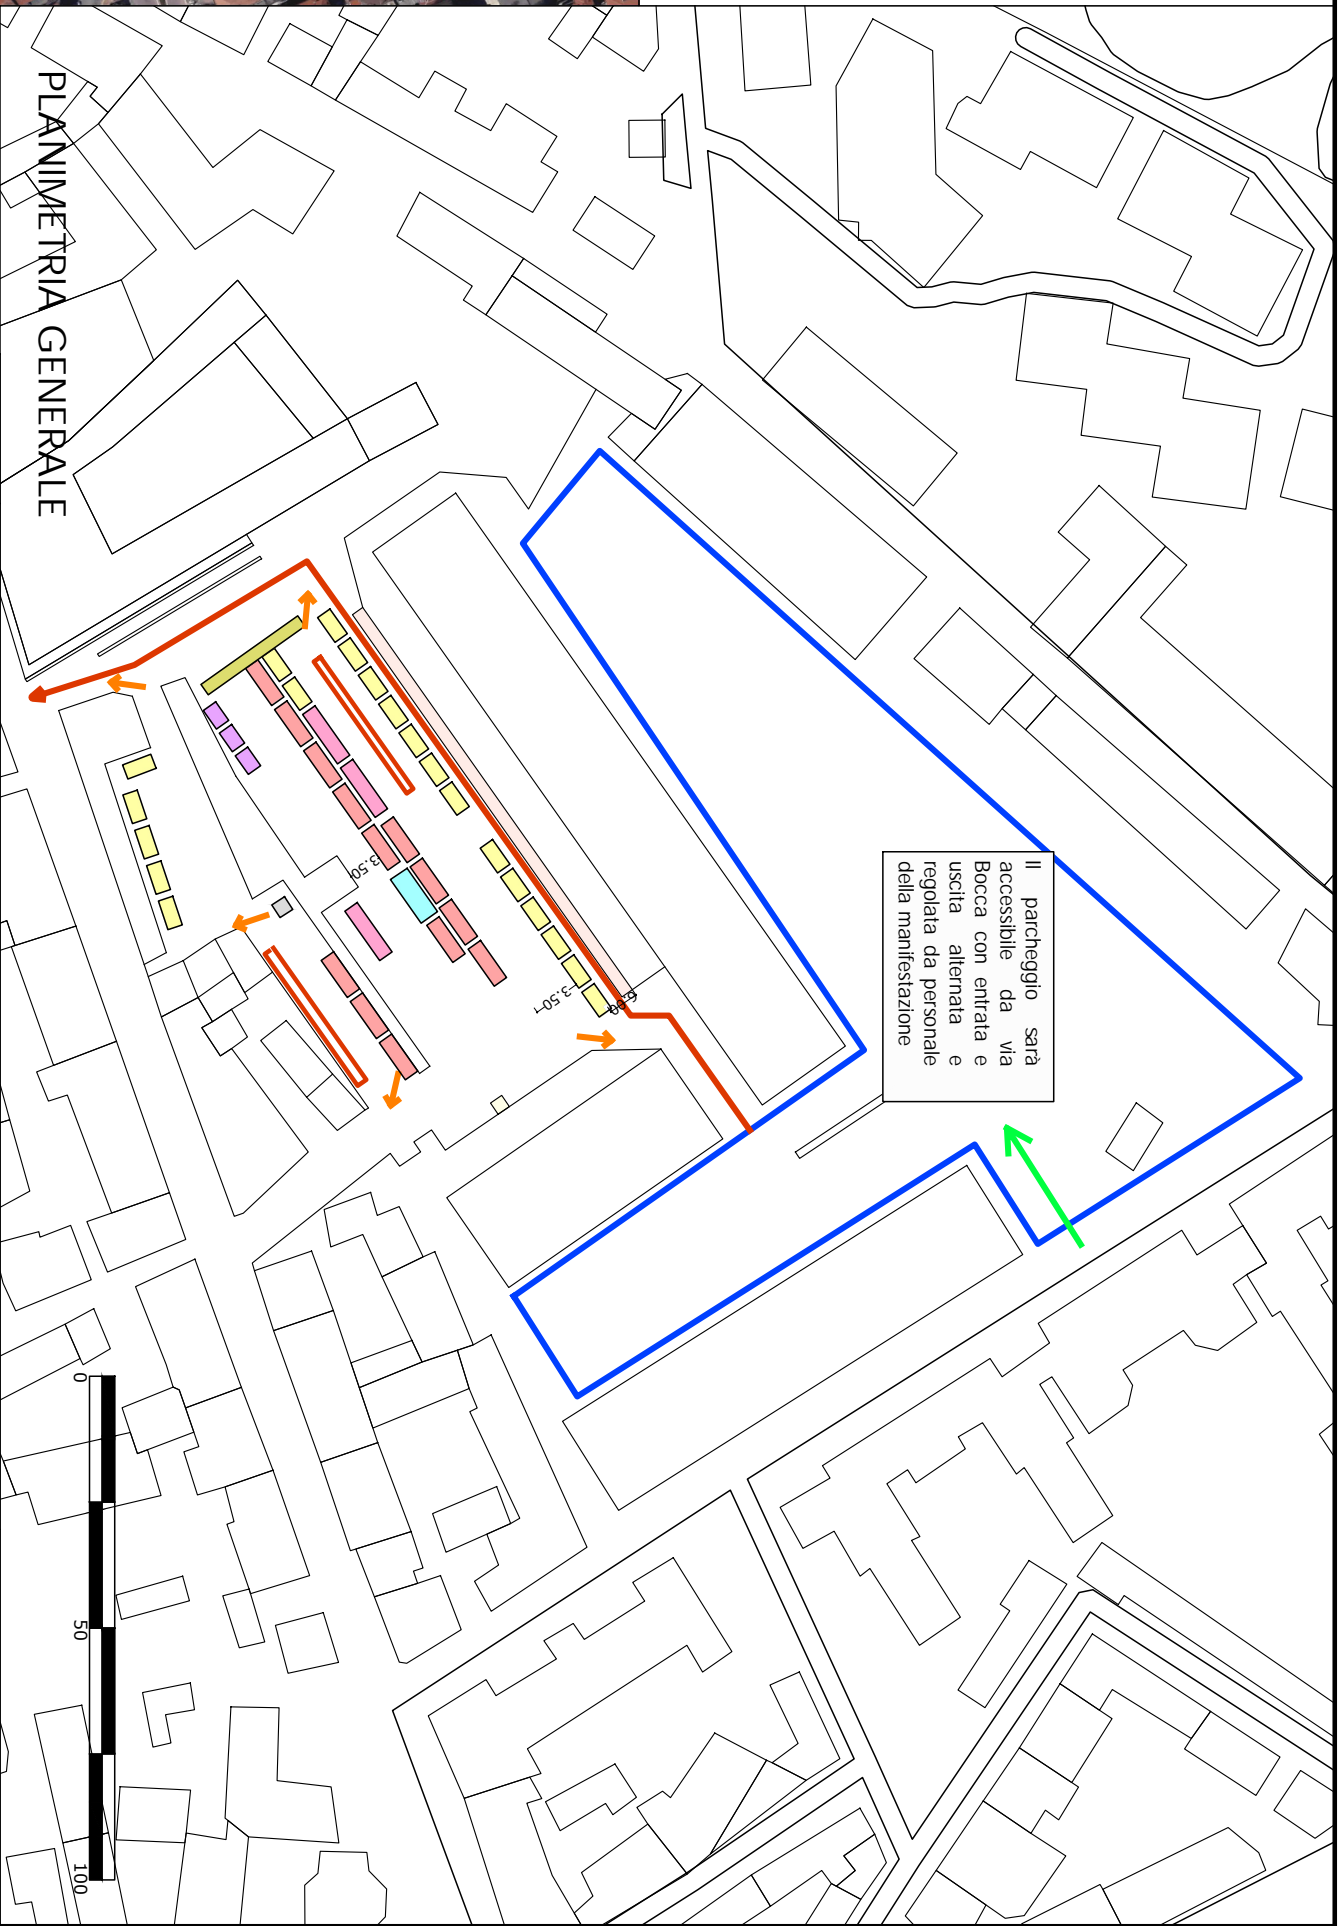 PLANIMETRIA GENERALE
Il parcheggio sarà
accessibile da via
Bocca con entrata e
uscita alternata e
regolata da personale
della manifestazione
3.50
3.50
6.00
0
50
100